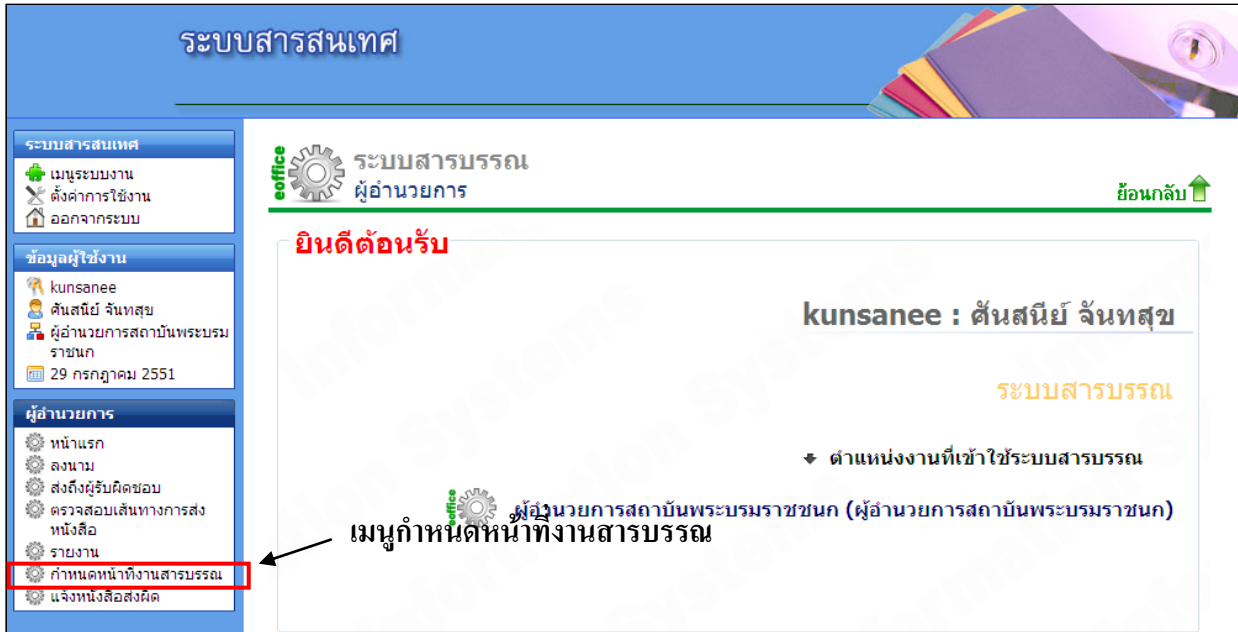 ระบบสารสนเทศ
ระบบสารสนเทศ
เมนูระบบงาน
ตั้งค่าการใช้งาน
ออกจากระบบ
ข้อมูลผู้ใช้งาน
kunsanee
ศันสนีย์ จันทสุข
ผู้อำนวยการสถาบันพระบรม
ราชนก
29 กรกฎาคม 2551
ผู้อำนวยการ
หน้าแรก
ลงนาม
ส่งถึงผู้รับผิดชอบ
ตรวจสอบเส้นทางการส่ง
หนังสือ
รายงาน
กำหนดหน้าที่งานสารบรรณ
แจ้งหนังสือส่งผิด
eoffice
ระบบสารบรรณ
ผู้อำนวยการ
ย้อนกลับ
ยินดีต้อนรับ
kunsanee : ศันสนีย์ จันทสุข
ระบบสารบรรณ
ตำแหน่งงานที่เข้าใช้ระบบสารบรรณ
eoffice
ผู้อำนวยการสถาบันพระบรมราชชนก (ผู้อำนวยการสถาบันพระบรมราชนก)
เมนูกำหนดหน้าที่งานสารบรรณ
Information Systems